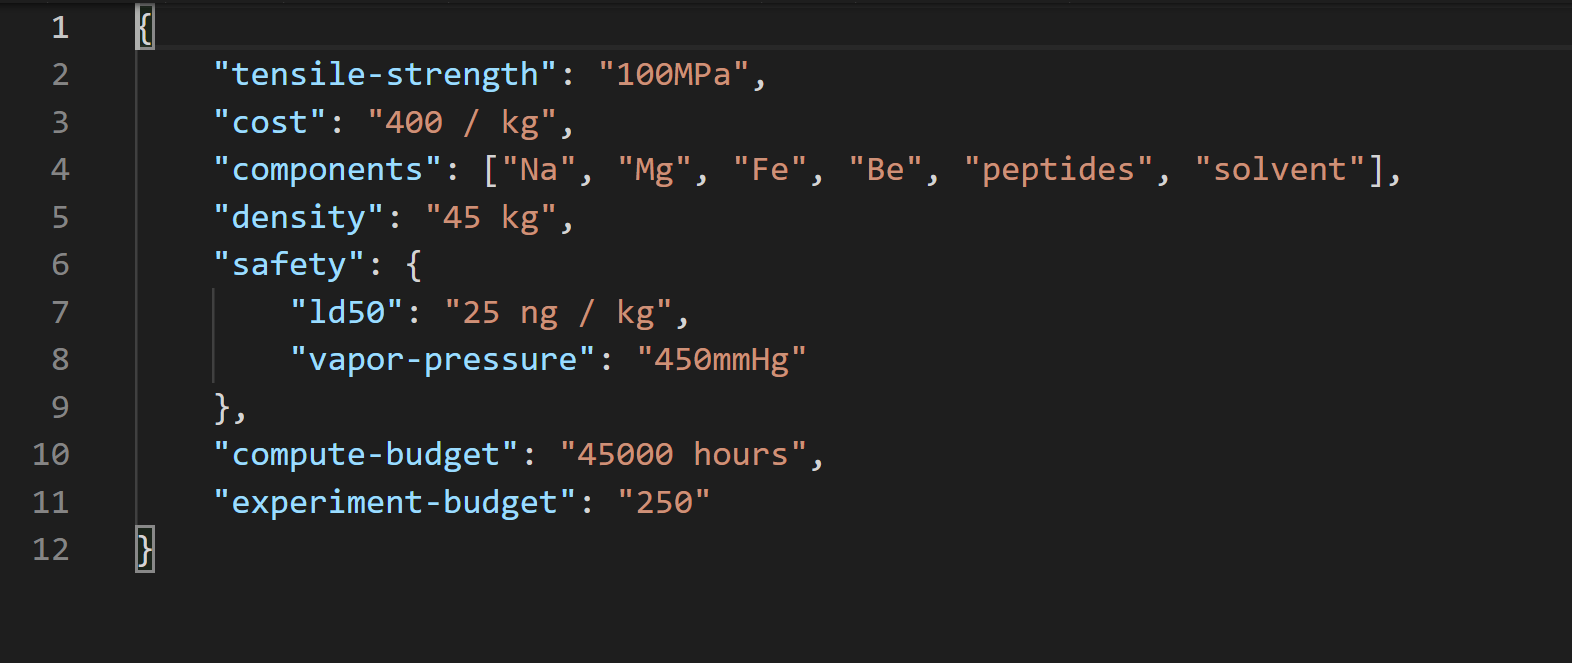 1 {
2 "tensile-strength": "100MPa",
3 "cost": "400 / kg",
4 "components": ["Na", "Mg", "Fe", "Be", "peptides", "solvent"],
5 "density": "45 kg",
6 "safety": {
7 "ld50": "25 ng / kg",
8 "vapor-pressure": "450mmHg"
9 },
10 "compute-budget": "45000 hours",
11 "experiment-budget": "250"
12 }